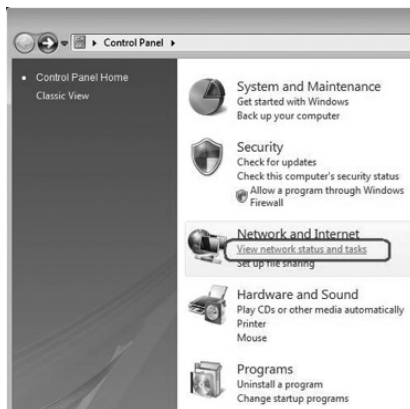 Control Panel
Control Panel Home
Classic View
System and Maintenance
Get started with Windows
Back up your computer
Security
Check for updates
Check this computer's security status
Allow a program through Windows
Firewall
Network and Internet
View network status and tasks
Set up file sharing
Hardware and Sound
Play CDs or other media automatically
Printer
Mouse
Programs
Uninstall a program
Change startup programs